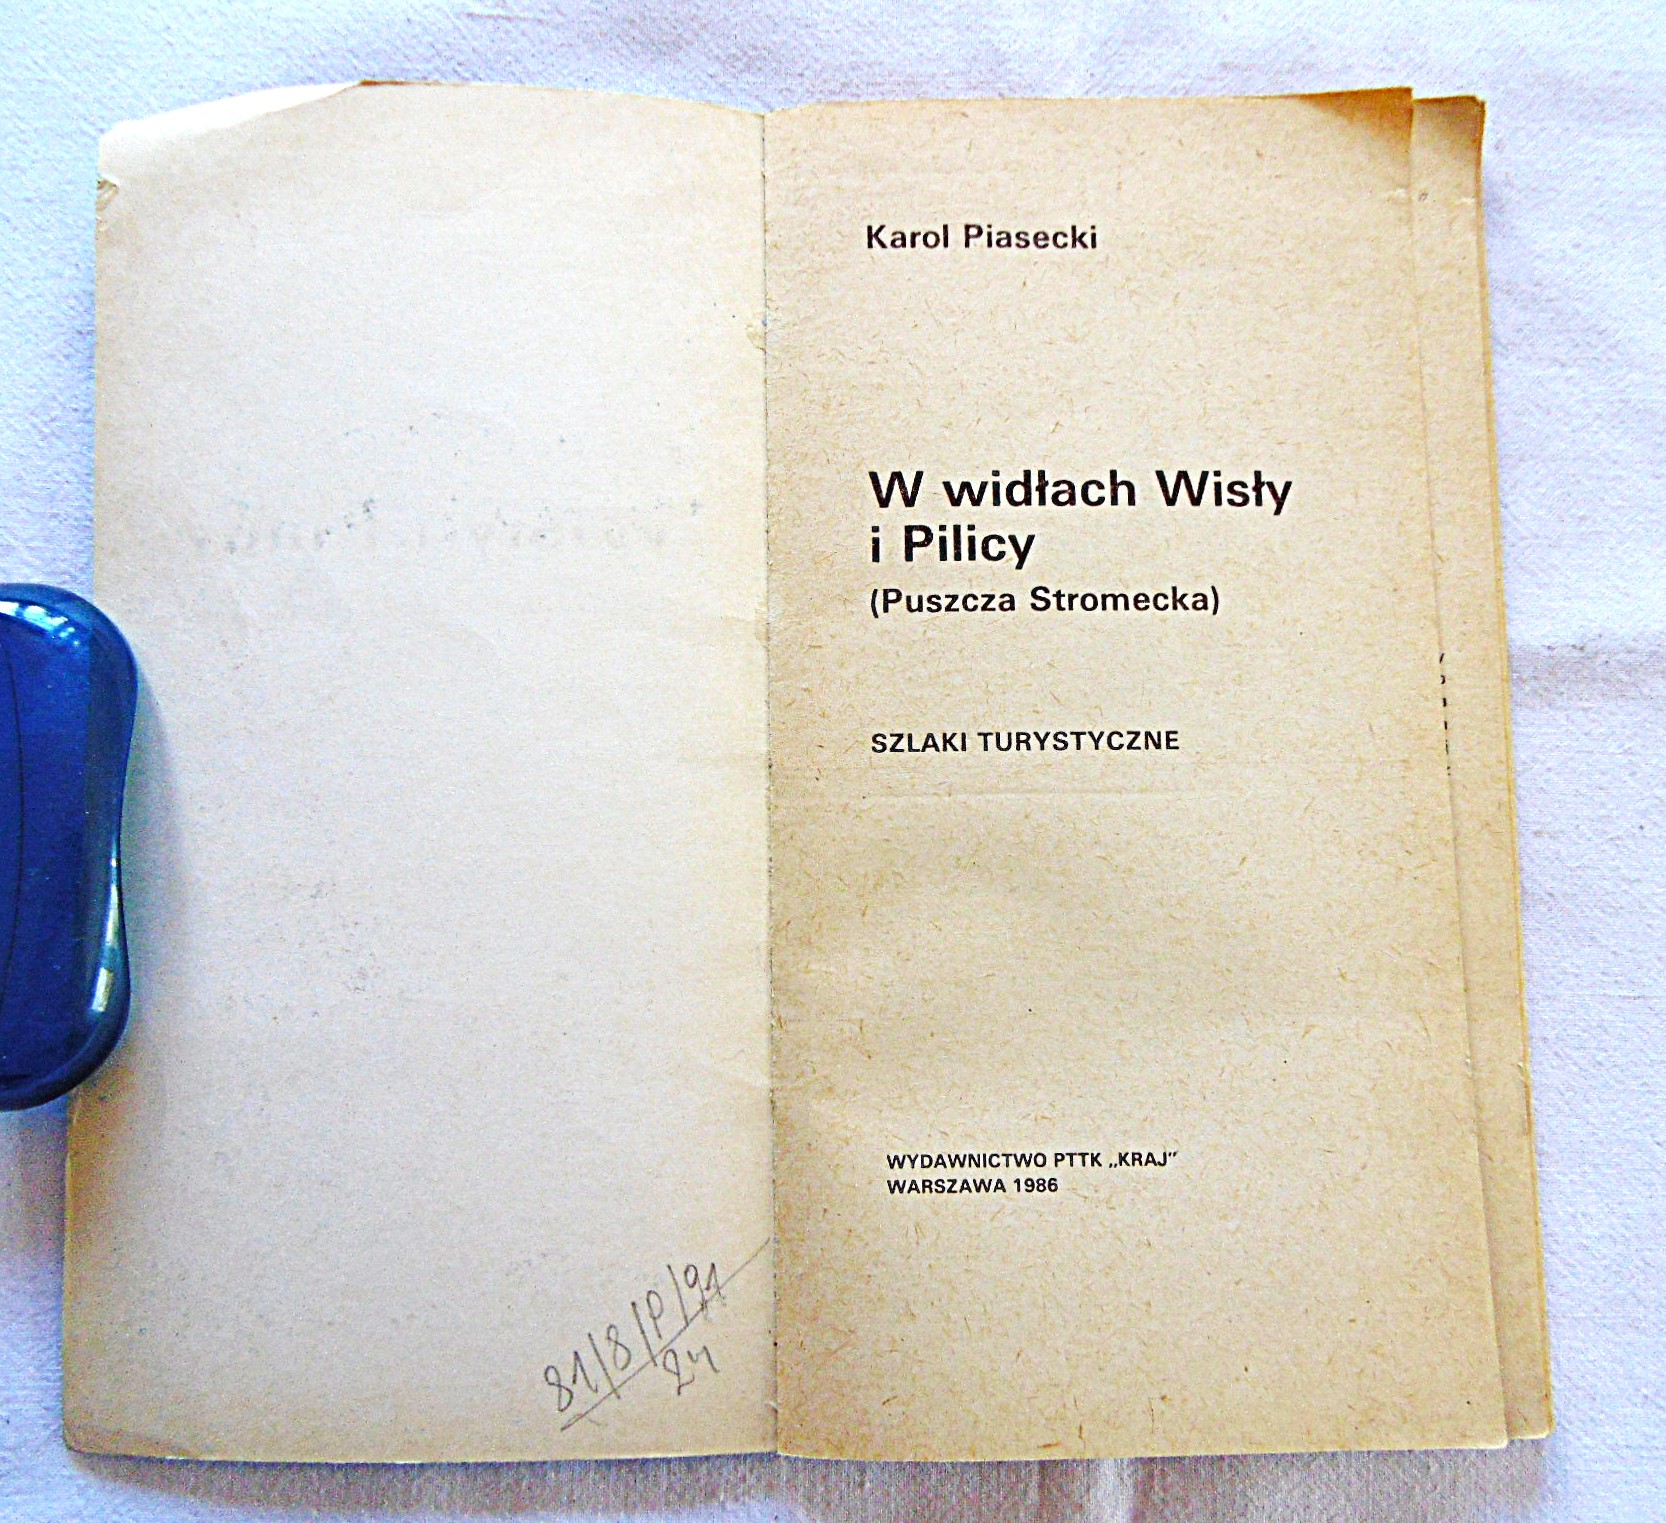 81/8/P/91
24
Karol Piasecki
W widłach Wisły
i Pilicy
(Puszcza Stromecka)
SZLAKI TURYSTYCZNE
WYDAWNICTWO PTTK „KRAJ”
WARSZAWA 1986